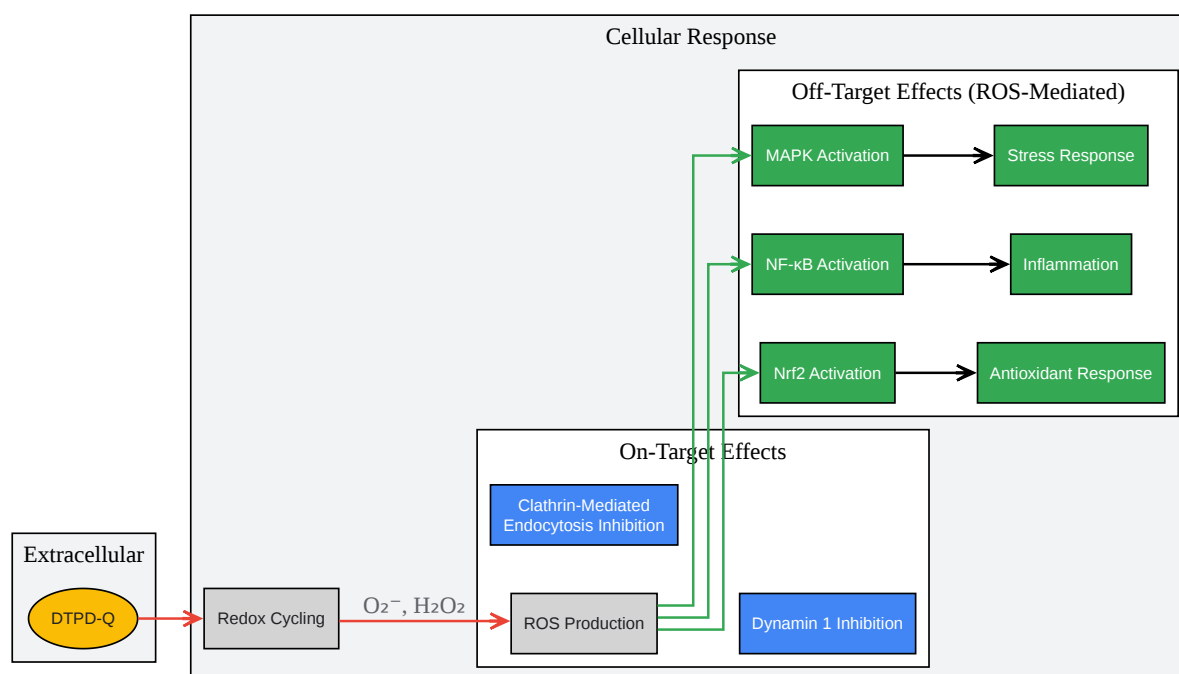 Cellular Response
Off-Target Effects (ROS-Mediated)
MAPK Activation
Stress Response
NF-κB Activation
Inflammation
Nrf2 Activation
Antioxidant Response
On-Target Effects
Clathrin-Mediated
Endocytosis Inhibition
Extracellular
DTPD-Q
Redox Cycling
O₂⁻, H₂O₂
ROS Production
Dynamin 1 Inhibition